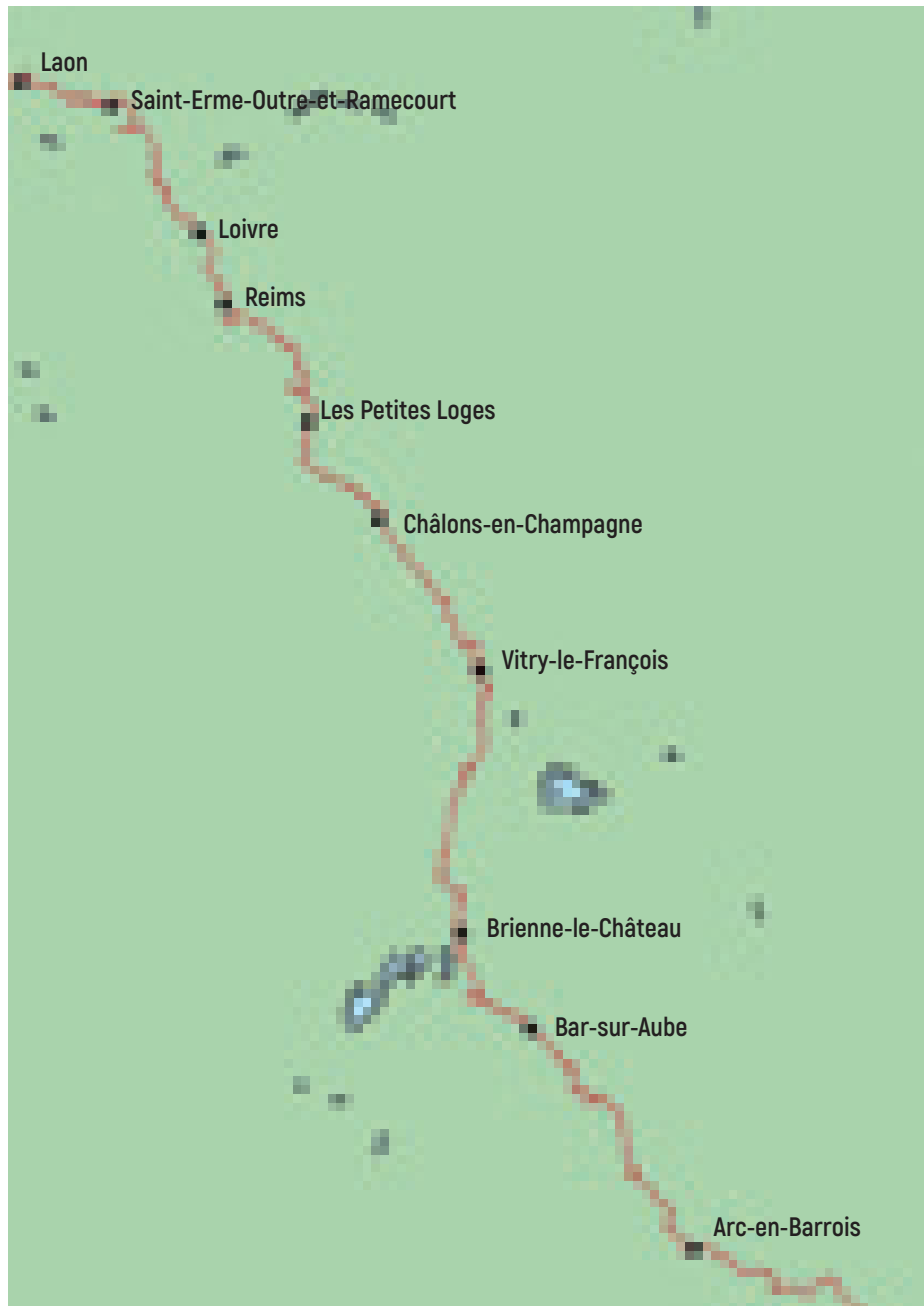 Laon
Saint-Erme-Outre-et-Ramecourt
Loivre
Reims
Les Petites Loges
Châlons-en-Champagne
Vitry-le-François
Brienne-le-Château
Bar-sur-Aube
Arc-en-Barrois